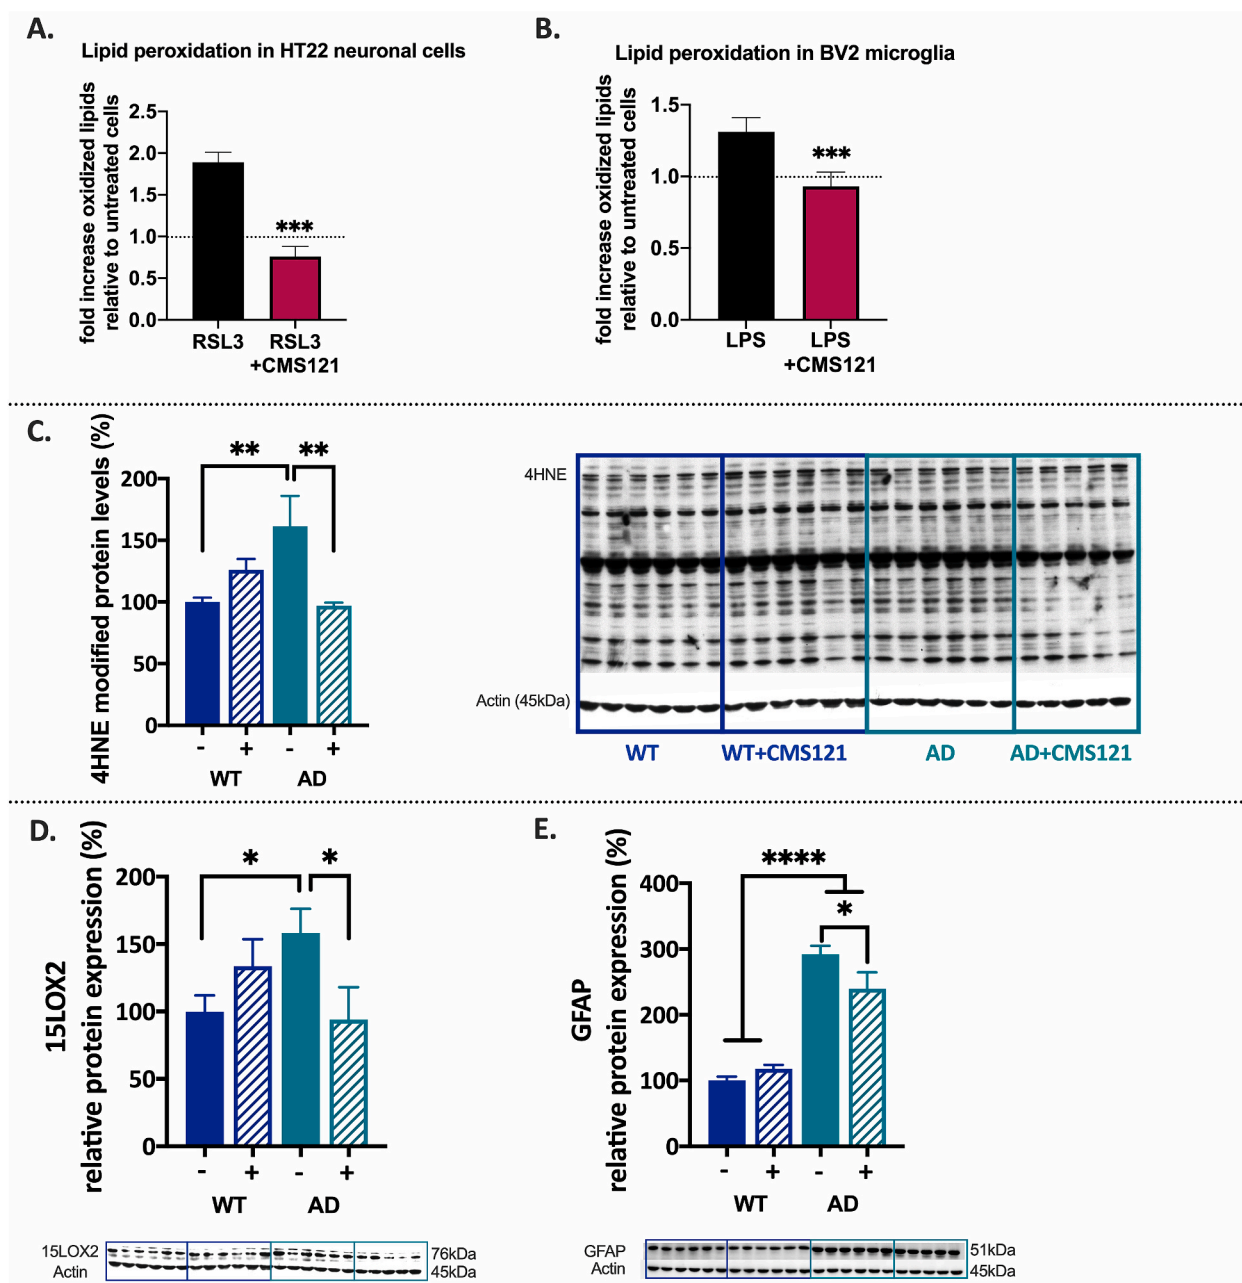 A.
Lipid peroxidation in HT22 neuronal cells
fold increase oxidized lipids
relative to untreated cells
2.5
2.0
1.5
1.0
0.5
0.0
***
RSL3
RSL3
+CMS121
B.
Lipid peroxidation in BV2 microglia
fold increase oxidized lipids
relative to untreated cells
1.5
1.0
0.5
0.0
***
LPS
LPS
+CMS121
C.
4HNE modified protein levels (%)
200
150
100
50
0
** **
- + - +
WT AD
4HNE
Actin (45kDa)
WT WT+CMS121 AD AD+CMS121
D.
15LOX2
relative protein expression (%)
200
150
100
50
0
* *
- + - +
WT AD
15LOX2 76kDa
Actin 45kDa
E.
GFAP
relative protein expression (%)
400
300
200
100
0
****
*
- + - +
WT AD
GFAP 51kDa
Actin 45kDa